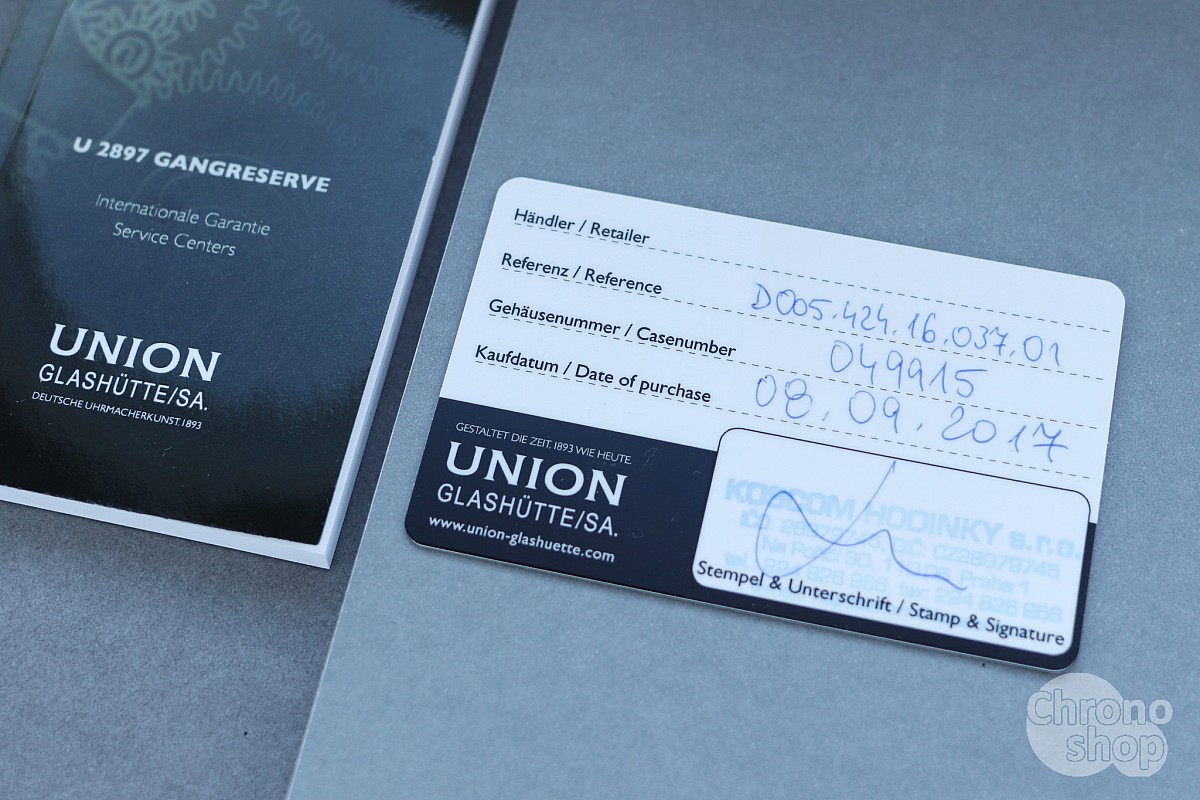 U 2897 GANGRESERVE
Internationale Garantie
Service Centers
UNION
GLASHÜTTE/SA.
DEUTSCHE UHRMACHERKUNST.1893
Händler / Retailer
Referenz / Reference D005.424.16.037.01
Gehäusenummer / Casenumber 049915
Kaufdatum / Date of purchase 08.09.2017
GESTALTET DIE ZEIT. 1893 WIE HEUTE.
UNION
GLASHÜTTE/SA.
www.union-glashuette.com
HODINKY s.r.o.
Praha 1
Stempel & Unterschrift / Stamp & Signature
Chrono
shop